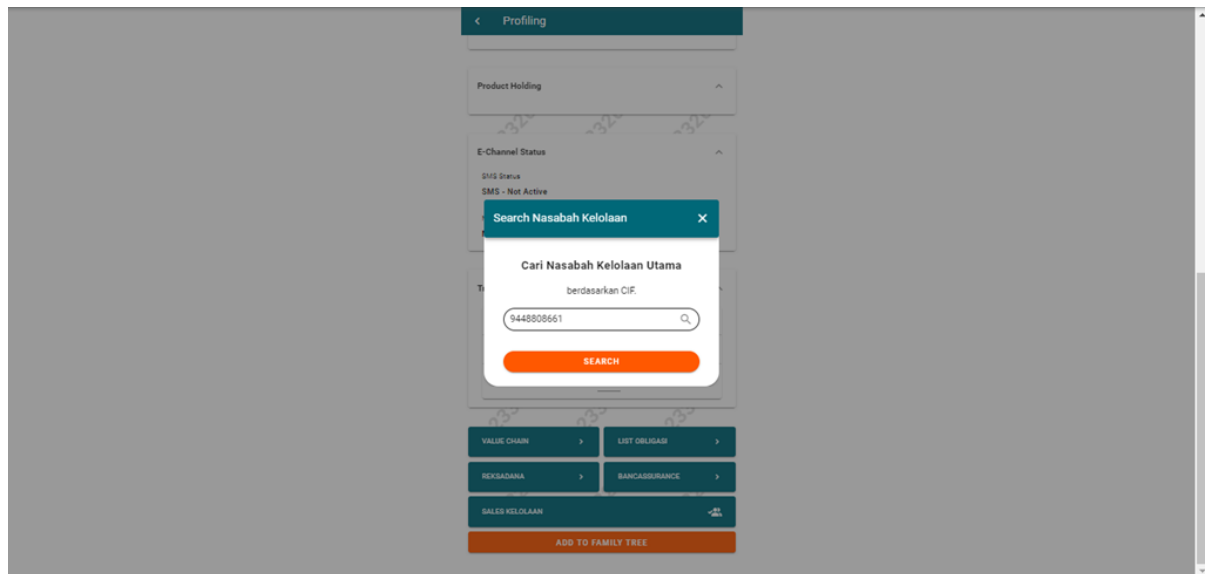 Profiling
Product Holding
E-Channel Status
SMS Status
SMS - Not Active
Search Nasabah Kelolaan
Cari Nasabah Kelolaan Utama
berdasarkan CIF.
9448808661
SEARCH
VALUE CHAIN
LIST OBLIGASI
REKSADANA
BANCASSURANCE
SALES KELOLAAN
ADD TO FAMILY TREE